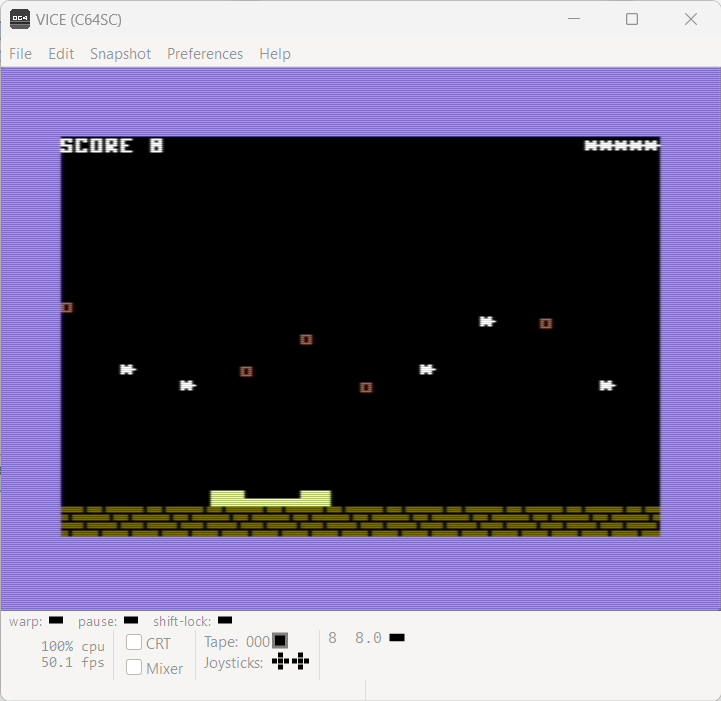 VICE (C64SC)
File Edit Snapshot Preferences Help
SCORE 8
warp: pause: shift-lock:
100% cpu
50.1 fps
CRT
Mixer
Tape: 000
Joysticks:
8 8.0